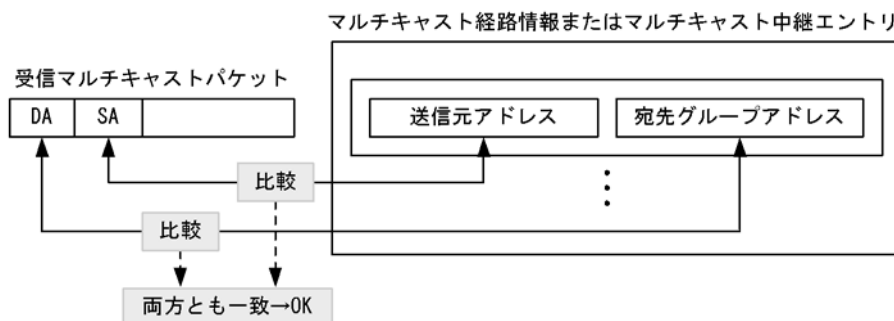 マルチキャスト経路情報またはマルチキャスト中継エントリ
受信マルチキャストパケット
DA
SA
送信元アドレス
宛先グループアドレス
比較
比較
両方とも一致→OK